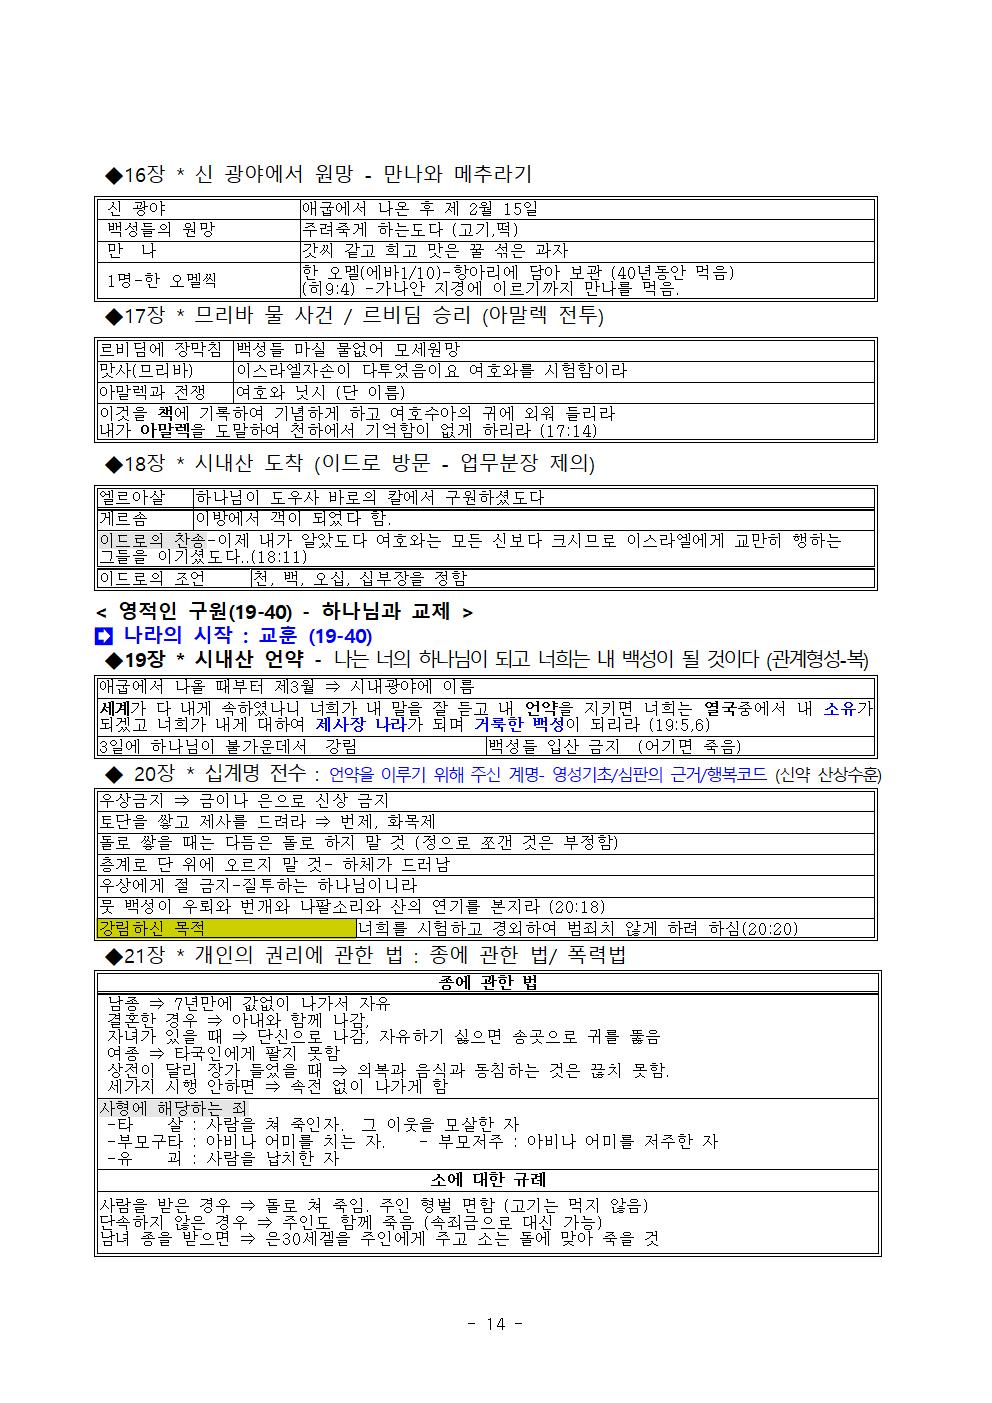 ◆16장 * 신 광야에서 원망 - 만나와 메추라기
신 광야 애굽에서 나온 후 제 2월 15일
백성들의 원망 주려죽게 하는도다 (고기,떡)
만 나 갓씨 같고 희고 맛은 꿀 섞은 과자
1명-한 오멜씩 한 오멜(에바1/10)-항아리에 담아 보관 (40년동안 먹음)
(히9:4) -가나안 지경에 이르기까지 만나를 먹음.
◆17장 * 므리바 물 사건 / 르비딤 승리 (아말렉 전투)
르비딤에 장막침 백성들 마실 물없어 모세원망
맛사(므리바) 이스라엘자손이 다투었음이요 여호와를 시험함이라
아말렉과 전쟁 여호와 닛시 (단 이름)
이것을 책에 기록하여 기념하게 하고 여호수아의 귀에 외워 들리라
내가 아말렉을 도말하여 천하에서 기억함이 없게 하리라 (17:14)
◆18장 * 시내산 도착 (이드로 방문 - 업무분장 제의)
엘르아살 하나님이 도우사 바로의 칼에서 구원하셨도다
게르솜 이방에서 객이 되었다 함.
이드로의 찬송-이제 내가 알았도다 여호와는 모든 신보다 크시므로 이스라엘에게 교만히 행하는
그들을 이기셨도다..(18:11)
이드로의 조언 천, 백, 오십, 십부장을 정함
< 영적인 구원(19-40) - 하나님과 교제 >
➡ 나라의 시작 : 교훈 (19-40)
◆19장 * 시내산 언약 - 나는 너의 하나님이 되고 너희는 내 백성이 될 것이다 (관계형성-복)
애굽에서 나올 때부터 제3월 ⇒ 시내광야에 이름
세계가 다 내게 속하였나니 너희가 내 말을 잘 듣고 내 언약을 지키면 너희는 열국중에서 내 소유가
되겠고 너희가 내게 대하여 제사장 나라가 되며 거룩한 백성이 되리라 (19:5,6)
3일에 하나님이 불가운데서 강림 백성들 입산 금지 (어기면 죽음)
◆ 20장 * 십계명 전수 : 언약을 이루기 위해 주신 계명- 영성기초/심판의 근거/행복코드 (신약 산상수훈)
우상금지 ⇒ 금이나 은으로 신상 금지
토단을 쌓고 제사를 드려라 ⇒ 번제, 화목제
돌로 쌓을 때는 다듬은 돌로 하지 말 것 (정으로 쪼갠 것은 부정함)
층계로 단 위에 오르지 말 것- 하체가 드러남
우상에게 절 금지-질투하는 하나님이니라
뭇 백성이 우뢰와 번개와 나팔소리와 산의 연기를 본지라 (20:18)
강림하신 목적 너희를 시험하고 경외하여 범죄치 않게 하려 하심(20:20)
◆21장 * 개인의 권리에 관한 법 : 종에 관한 법/ 폭력법
종에 관한 법
남종 ⇒ 7년만에 값없이 나가서 자유
결혼한 경우 ⇒ 아내와 함께 나감,
자녀가 있을 때 ⇒ 단신으로 나감, 자유하기 싫으면 송곳으로 귀를 뚫음
여종 ⇒ 타국인에게 팔지 못함
상전이 달리 장가 들었을 때 ⇒ 의복과 음식과 동침하는 것은 끊치 못함.
세가지 시행 안하면 ⇒ 속전 없이 나가게 함
사형에 해당하는 죄
-타 살 : 사람을 쳐 죽인자. 그 이웃을 모살한 자
-부모구타 : 아비나 어미를 치는 자. - 부모저주 : 아비나 어미를 저주한 자
-유 괴 : 사람을 납치한 자
소에 대한 규례
사람을 받은 경우 ⇒ 돌로 쳐 죽임. 주인 형벌 면함 (고기는 먹지 않음)
단속하지 않은 경우 ⇒ 주인도 함께 죽음 (속죄금으로 대신 가능)
남녀 종을 받으면 ⇒ 은30세겔을 주인에게 주고 소는 돌에 맞아 죽을 것
- 14 -